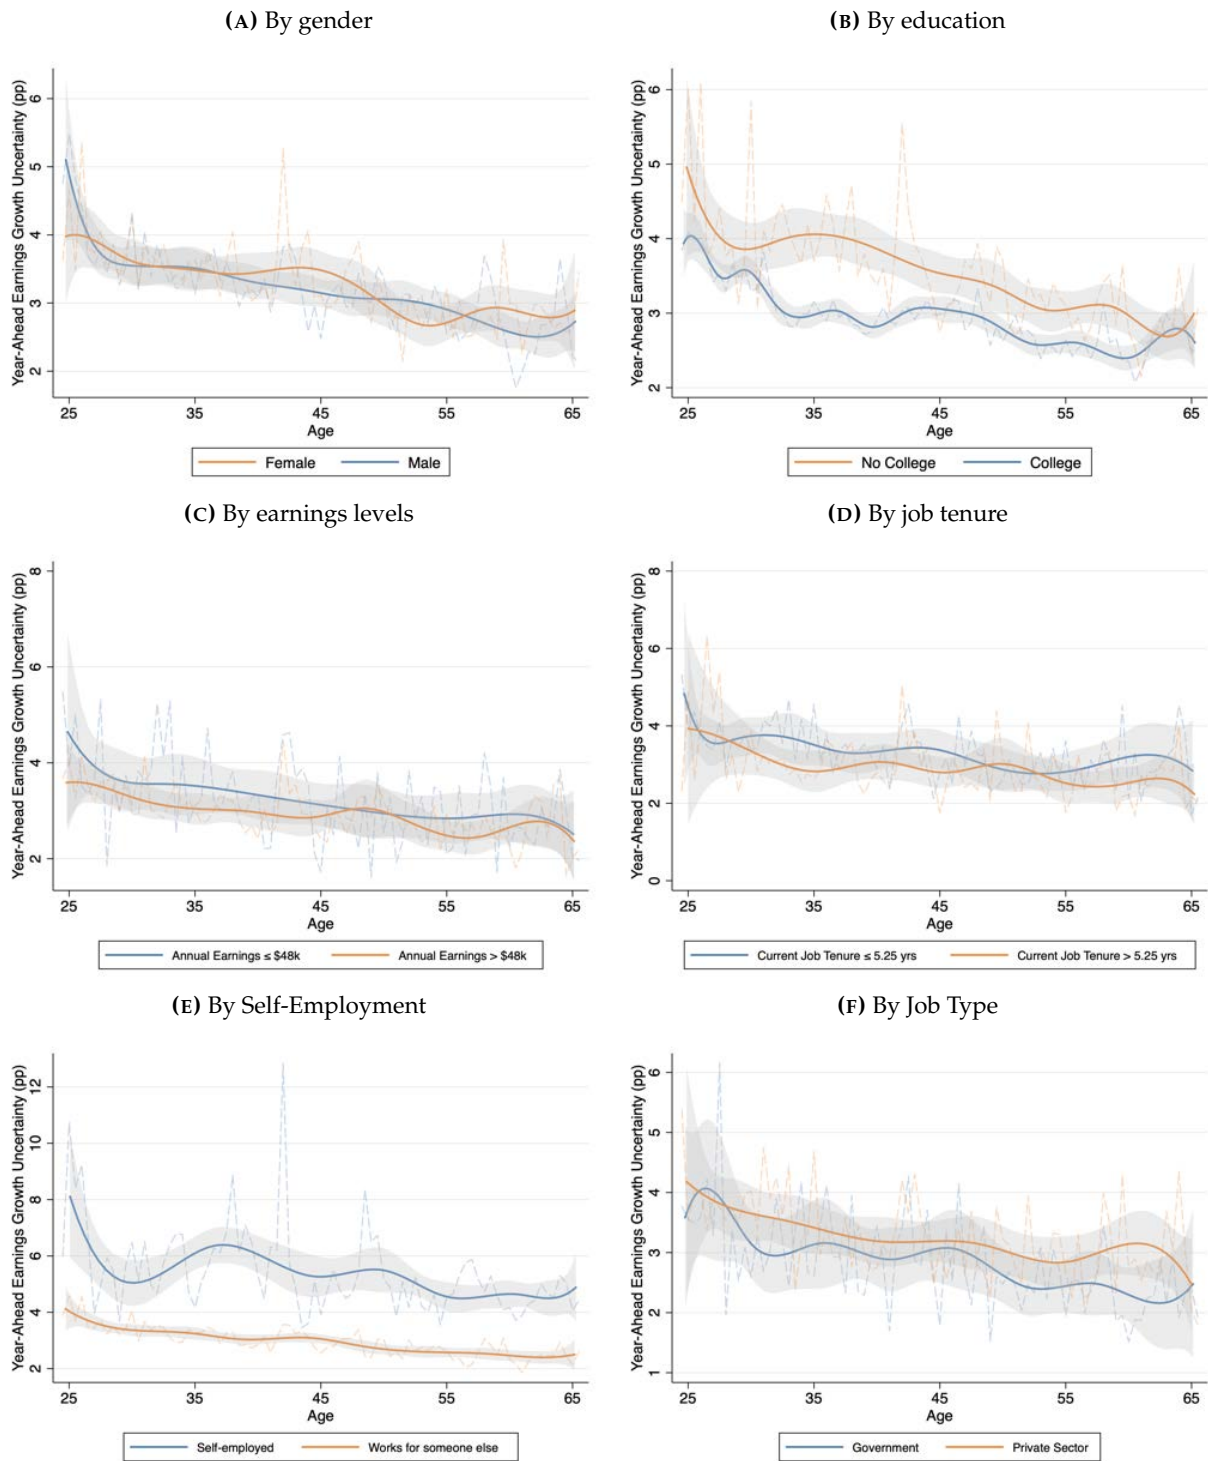 (A) By gender
Year-Ahead Earnings Growth Uncertainty (pp)
6
5
4
3
2
25 35 45 55 65
Age
Female Male
(B) By education
Year-Ahead Earnings Growth Uncertainty (pp)
6
5
4
3
2
25 35 45 55 65
Age
No College College
(C) By earnings levels
Year-Ahead Earnings Growth Uncertainty (pp)
8
6
4
2
25 35 45 55 65
Age
Annual Earnings ≤ $48k Annual Earnings > $48k
(D) By job tenure
Year-Ahead Earnings Growth Uncertainty (pp)
8
6
4
2
0
25 35 45 55 65
Age
Current Job Tenure ≤ 5.25 yrs Current Job Tenure > 5.25 yrs
(E) By Self-Employment
Year-Ahead Earnings Growth Uncertainty (pp)
12
10
8
6
4
2
25 35 45 55 65
Age
Self-employed Works for someone else
(F) By Job Type
Year-Ahead Earnings Growth Uncertainty (pp)
6
5
4
3
2
1
25 35 45 55 65
Age
Government Private Sector